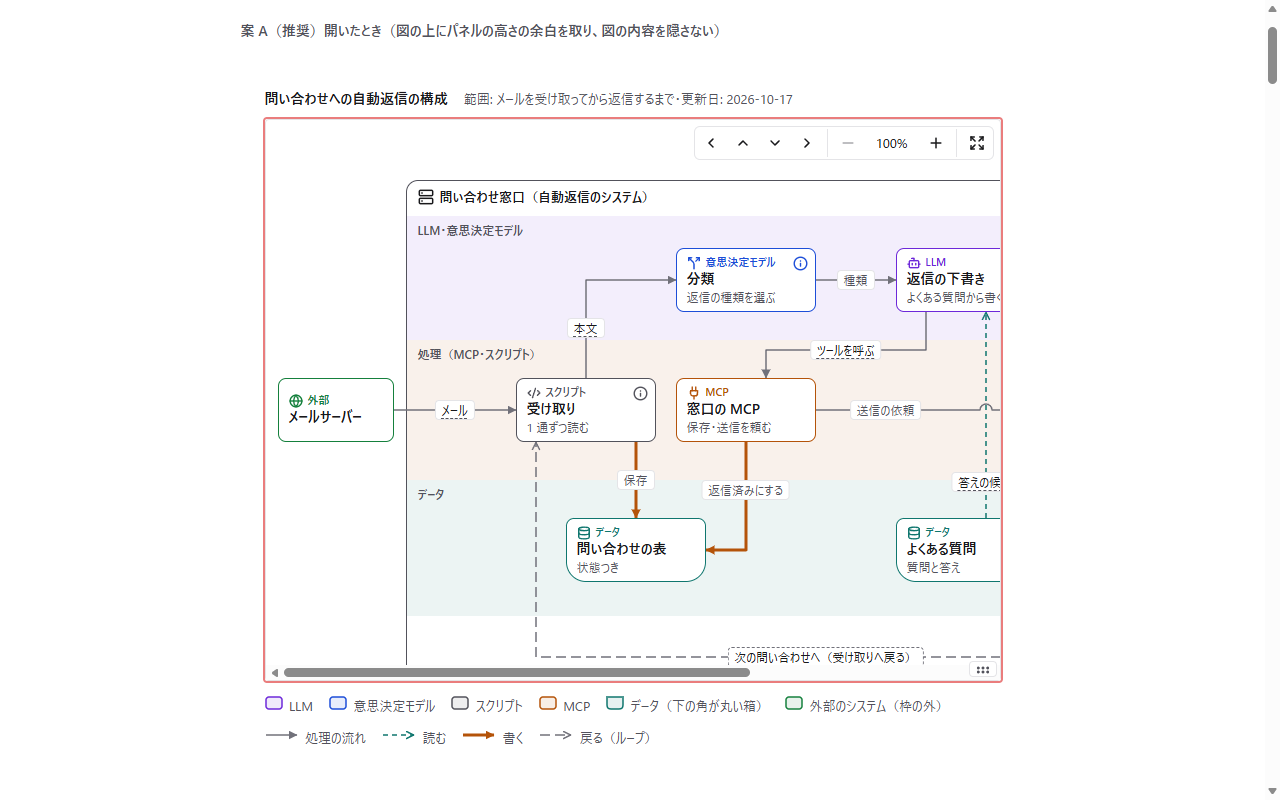 案 A（推奨）開いたとき（図の上にパネルの高さの余白を取り、図の内容を隠さない）
問い合わせへの自動返信の構成 範囲: メールを受け取ってから返信するまで・更新日: 2026-10-17
100%
問い合わせ窓口（自動返信のシステム）
LLM・意思決定モデル
意思決定モデル
分類
返信の種類を選ぶ
種類
LLM
返信の下書き
よくある質問から書く
本文
処理（MCP・スクリプト）
ツールを呼ぶ
外部
メールサーバー
メール
スクリプト
受け取り
1 通ずつ読む
MCP
窓口の MCP
保存・送信を頼む
送信の依頼
保存
返信済みにする
答えの候
データ
データ
問い合わせの表
状態つき
データ
よくある質問
質問と答え
次の問い合わせへ（受け取りへ戻る）
LLM 意思決定モデル スクリプト MCP データ（下の角が丸い箱） 外部のシステム（枠の外）
処理の流れ 読む 書く 戻る（ループ）